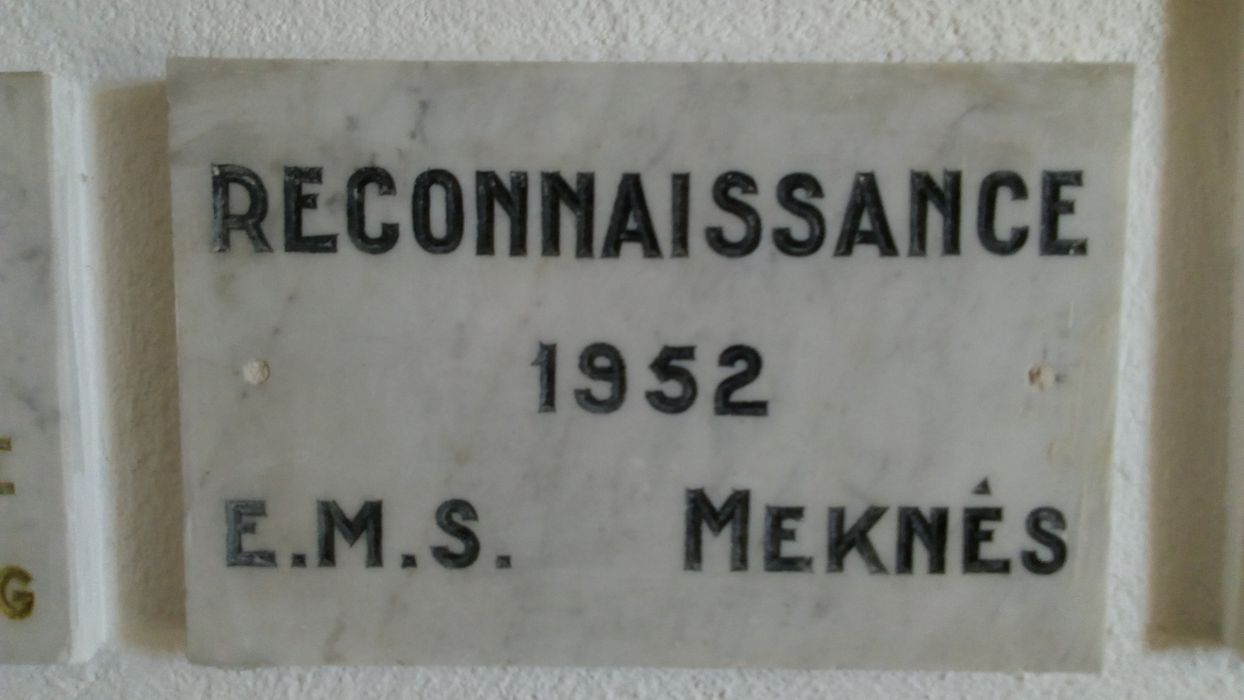 RECONNAISSANCE
1952
E.M.S. MEKNÉS
G